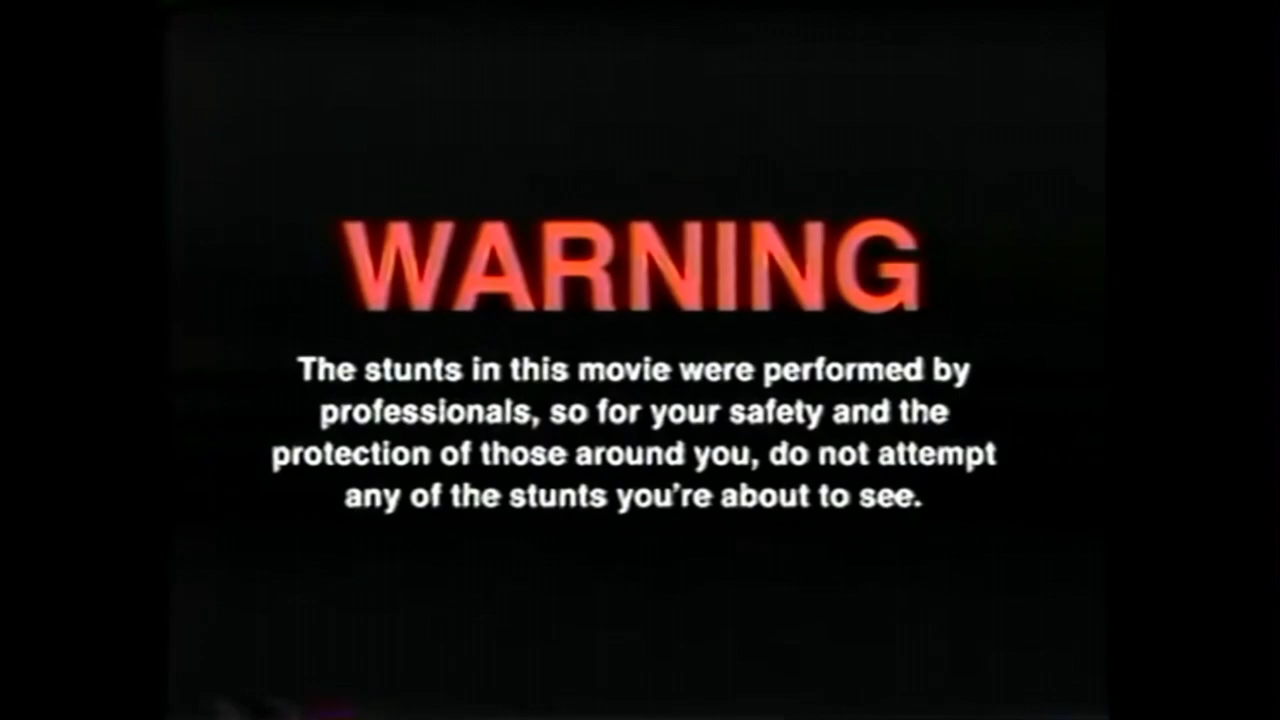 WARNING
The stunts in this movie were performed by
professionals, so for your safety and the
protection of those around you, do not attempt
any of the stunts you're about to see.